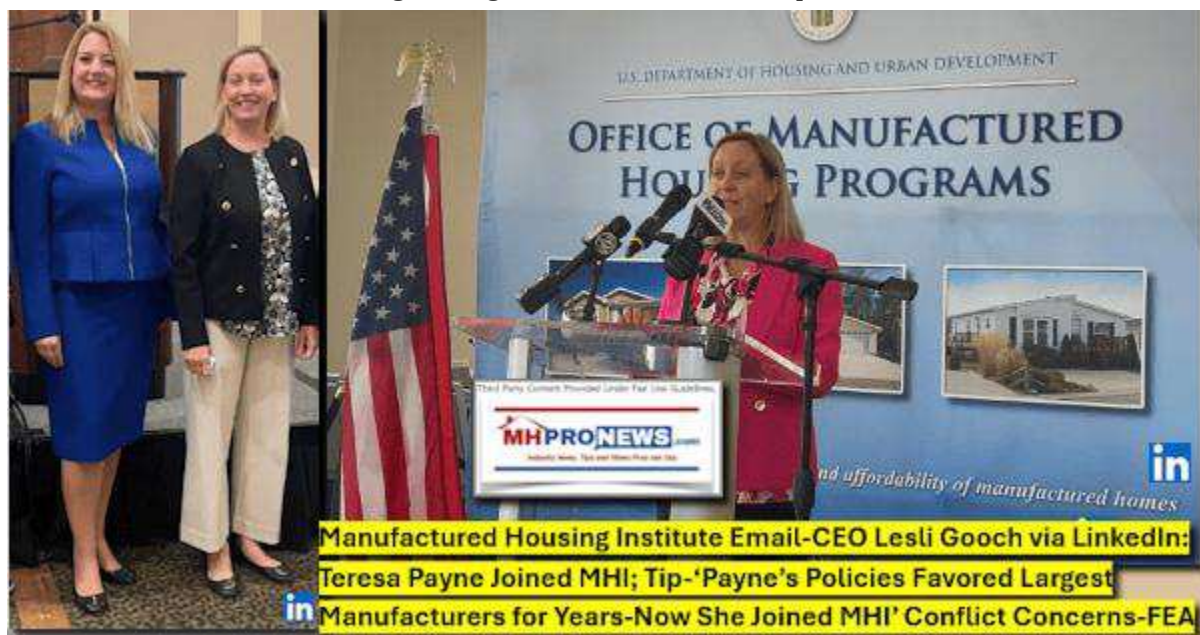 U.S. DEPARTMENT OF HOUSING AND URBAN DEVELOPMENT
OFFICE OF MANUFACTURED
HOU G PROGRAMS
nd affordability of manufactured homes
Third Party Content Provided Under Fair Use Guidelines.
MHPRONEWS.com
Industry News, Tips and Views Pros Can Use
in
in
Manufactured Housing Institute Email-CEO Lesli Gooch via LinkedIn:
Teresa Payne Joined MHI; Tip-‘Payne's Policies Favored Largest
Manufacturers for Years-Now She Joined MHI’ Conflict Concerns-FEA